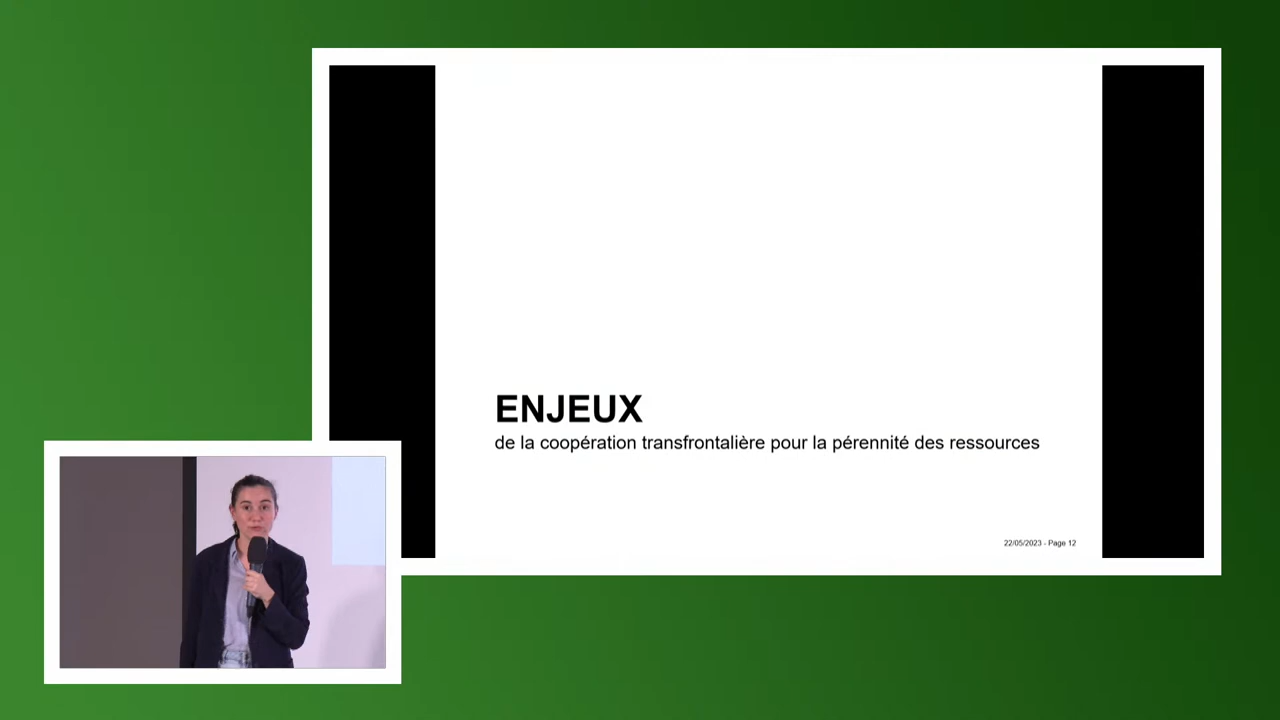 ENJEUX
de la coopération transfrontalière pour la pérennité des ressources
22/05/2023 - Page 12